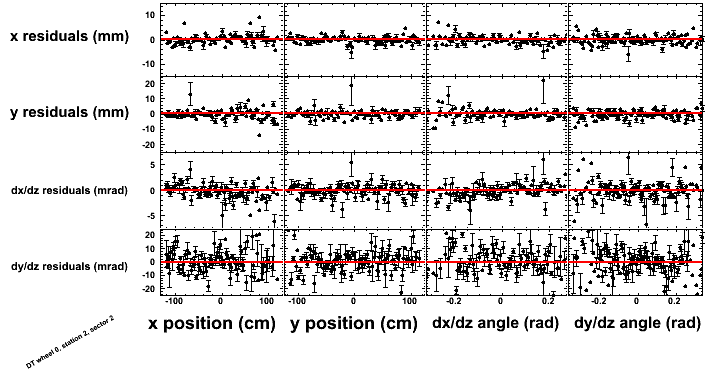 x residuals (mm)
10
0
-10
y residuals (mm)
20
10
0
-10
-20
dx/dz residuals (mrad)
5
0
-5
dy/dz residuals (mrad)
20
10
0
-10
-20
-100 0 100 -100 0 100 -0.2 0 0.2 -0.2 0 0.2
x position (cm) y position (cm) dx/dz angle (rad) dy/dz angle (rad)
DT wheel 0, station 2, sector 2